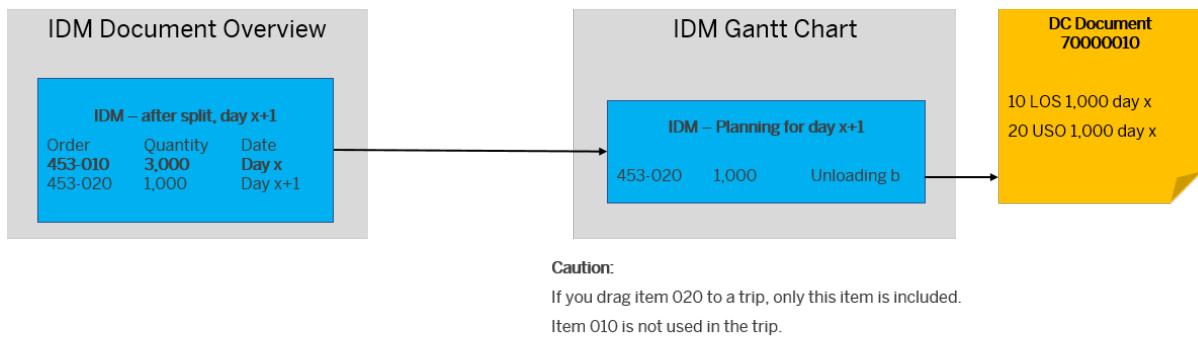 IDM Document Overview
IDM – after split, day x+1
Order Quantity Date
453-010 3,000 Day x
453-020 1,000 Day x+1
IDM Gantt Chart
IDM – Planning for day x+1
453-020 1,000 Unloading b
DC Document
70000010
10 LOS 1,000 day x
20 USO 1,000 day x
Caution:
If you drag item 020 to a trip, only this item is included.
Item 010 is not used in the trip.